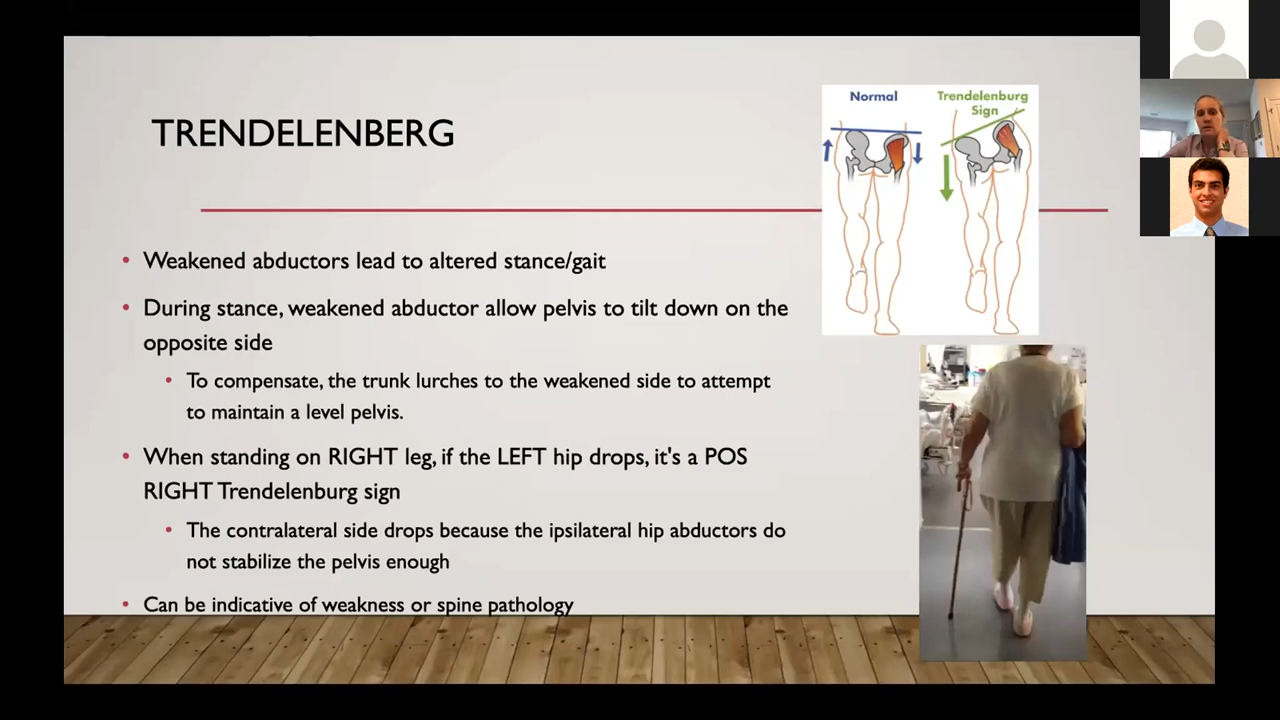 TRENDELENBERG
Normal
Trendelenburg
Sign
Weakened abductors lead to altered stance/gait
During stance, weakened abductor allow pelvis to tilt down on the
opposite side
To compensate, the trunk lurches to the weakened side to attempt
to maintain a level pelvis.
When standing on RIGHT leg, if the LEFT hip drops, it's a POS
RIGHT Trendelenburg sign
The contralateral side drops because the ipsilateral hip abductors do
not stabilize the pelvis enough
Can be indicative of weakness or spine pathology